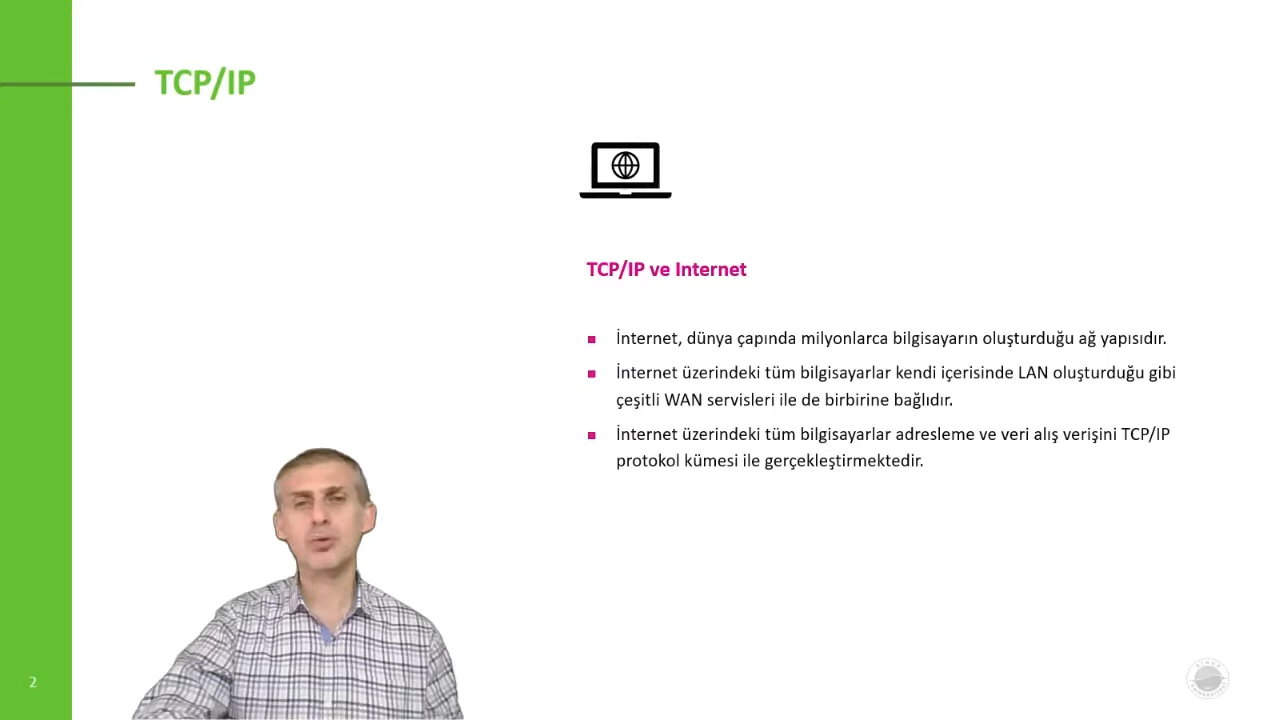 TCP/IP
TCP/IP ve Internet
İnternet, dünya çapında milyonlarca bilgisayarın oluşturduğu ağ yapısıdır.
İnternet üzerindeki tüm bilgisayarlar kendi içerisinde LAN oluşturduğu gibi
çeşitli WAN servisleri ile de birbirine bağlıdır.
İnternet üzerindeki tüm bilgisayarlar adresleme ve veri alış verişini TCP/IP
protokol kümesi ile gerçekleştirmektedir.
2